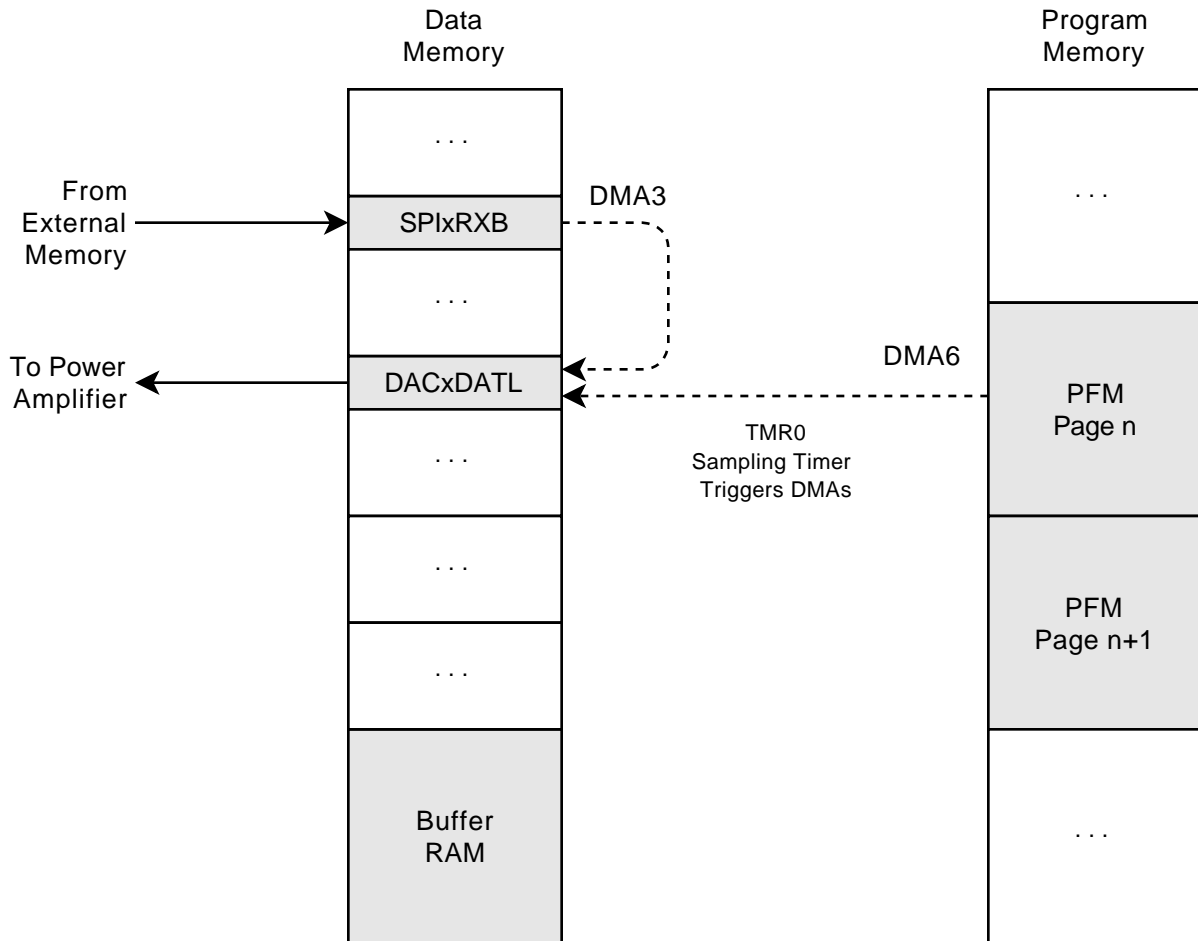 Data
Memory
Program
Memory
. . .
From
External
Memory
SPIxRXB
DMA3
. . .
. . .
To Power
Amplifier
DACxDATL
DMA6
PFM
Page n
TMR0
Sampling Timer
Triggers DMAs
. . .
. . .
PFM
Page n+1
. . .
Buffer
RAM
. . .